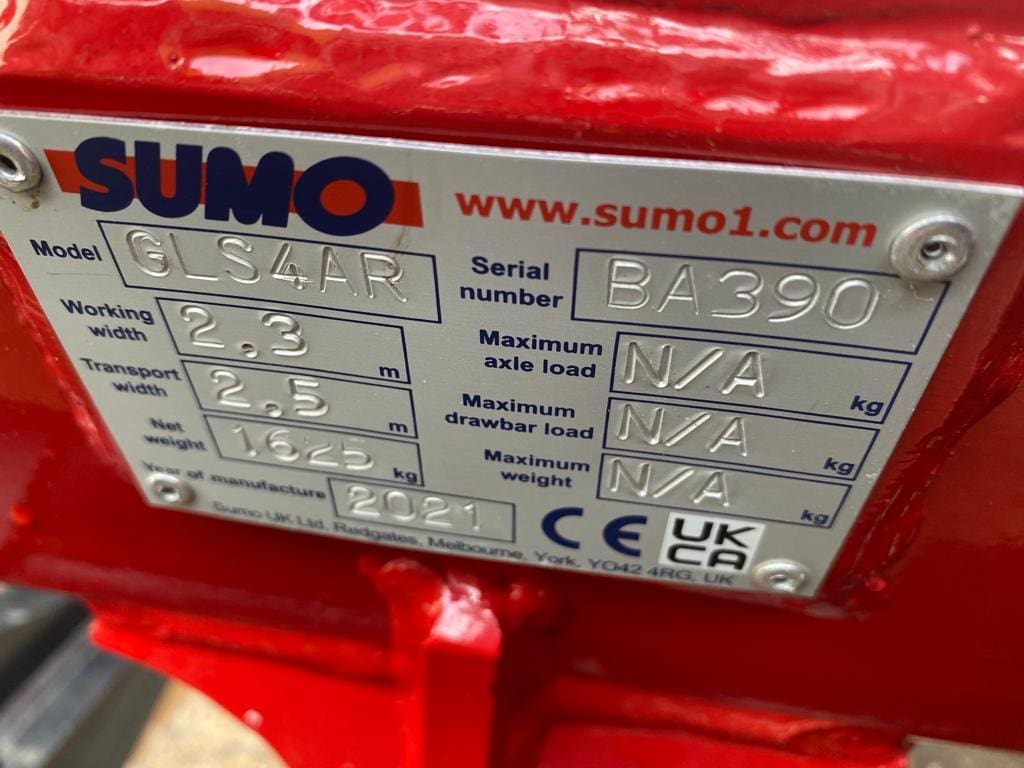 SUMO
www.sumo1.com
Model GLS4AR
Serial number BA390
Working width 2.3 m
Maximum axle load N/A kg
Transport width 2.5 m
Maximum drawbar load N/A kg
Net weight 1625 kg
Maximum weight N/A kg
Year of manufacture 2021
CE UK CA
Sumo UK Ltd, Redgates, Melbourne, York, YO42 4RG, UK